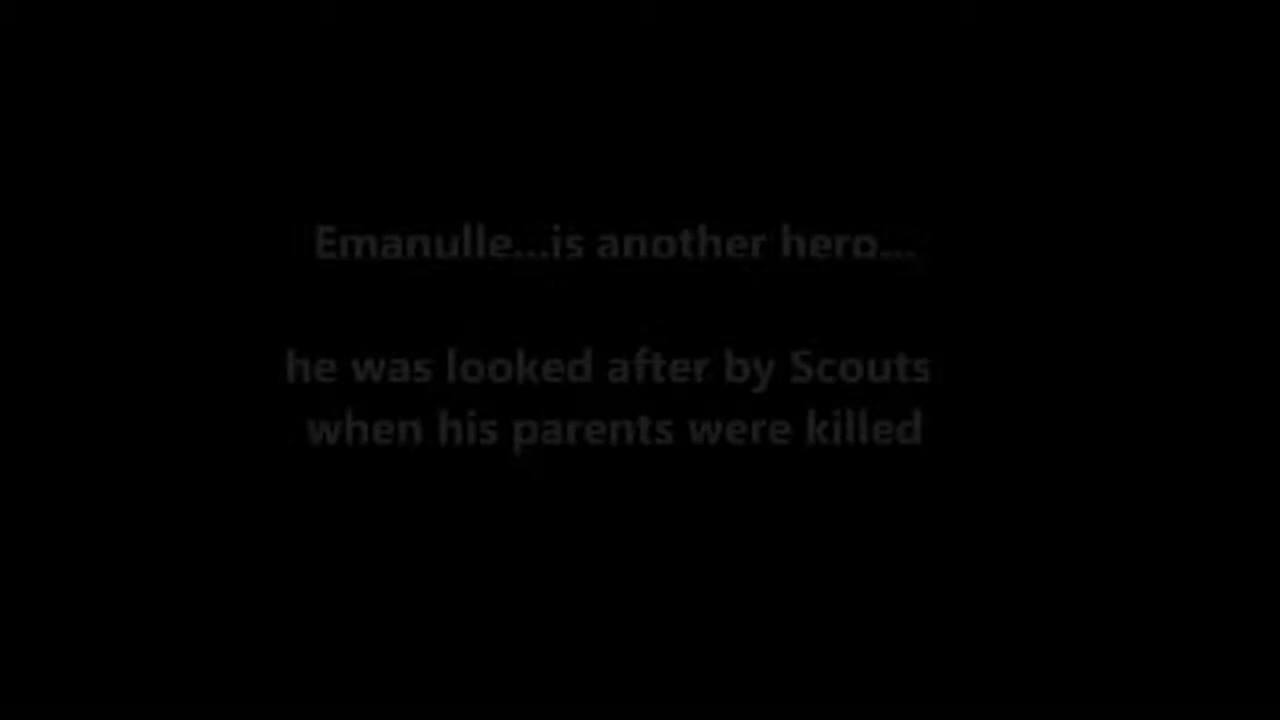 Emanulle...is another hero...
he was looked after by Scouts
when his parents were killed